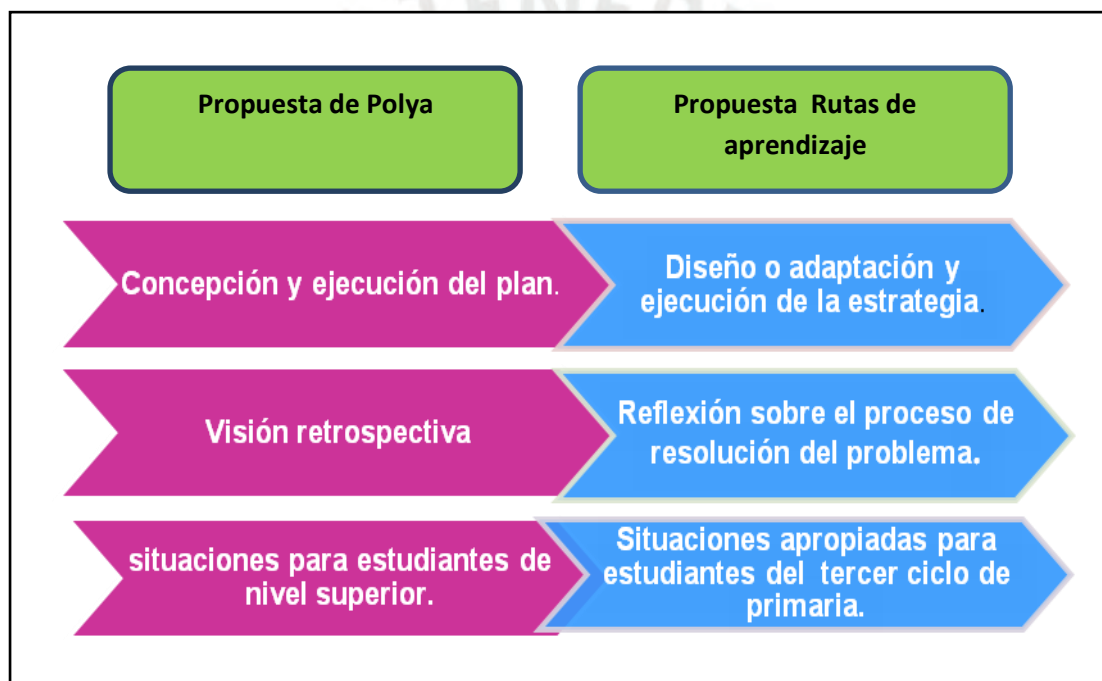 Propuesta de Polya
Propuesta Rutas de
aprendizaje
Concepción y ejecución del plan.
Diseño o adaptación y
ejecución de la estrategia.
Visión retrospectiva
Reflexión sobre el proceso de
resolución del problema.
situaciones para estudiantes de
nivel superior.
Situaciones apropiadas para
estudiantes del tercer ciclo de
primaria.